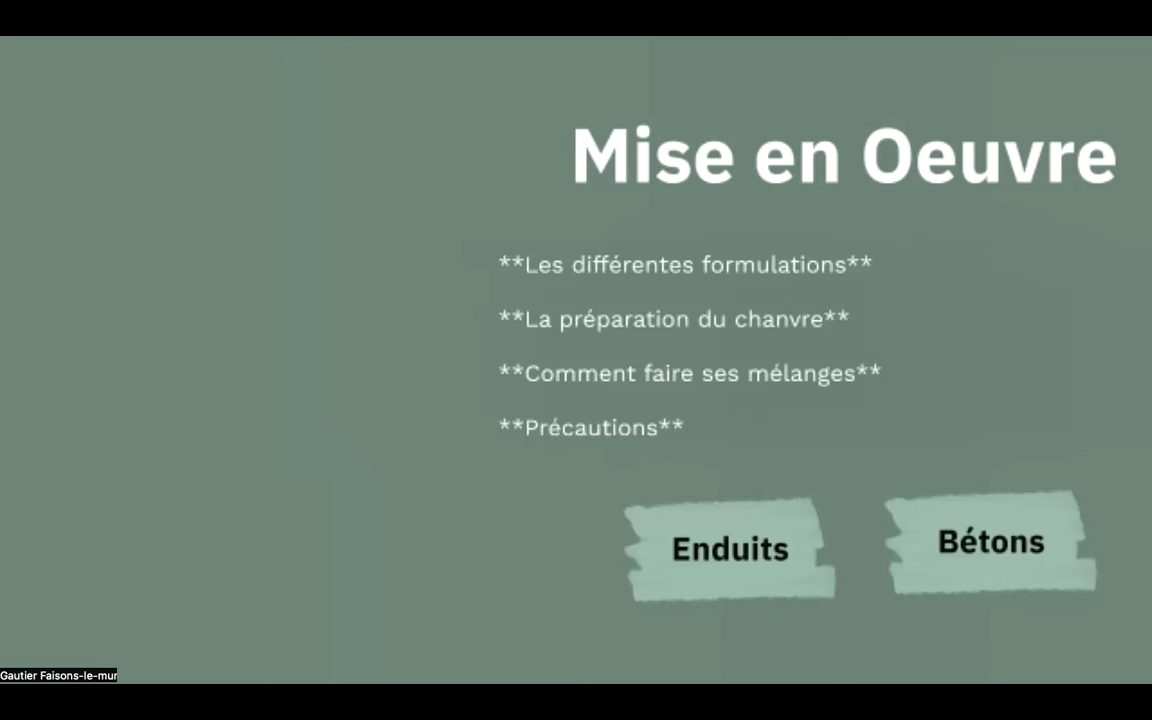 Mise en Oeuvre
**Les différentes formulations**
**La préparation du chanvre**
**Comment faire ses mélanges**
**Précautions**
Enduits
Bétons
Gautier Faisons-le-mur